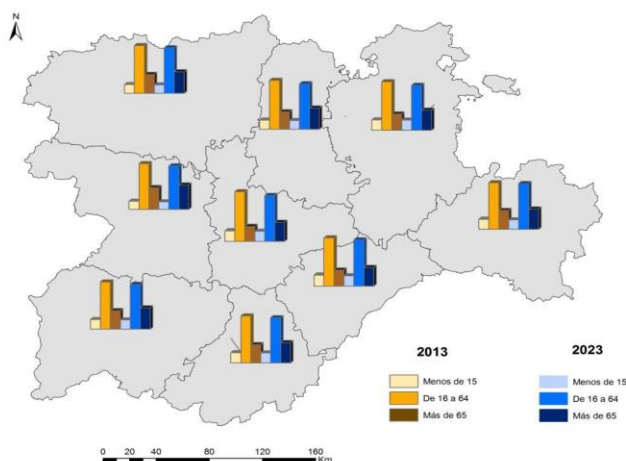 N
2013
2023
Menos de 15
Menos de 15
De 16 a 64
De 16 a 64
Más de 65
Más de 65
0 20 40 80 120 160
Km